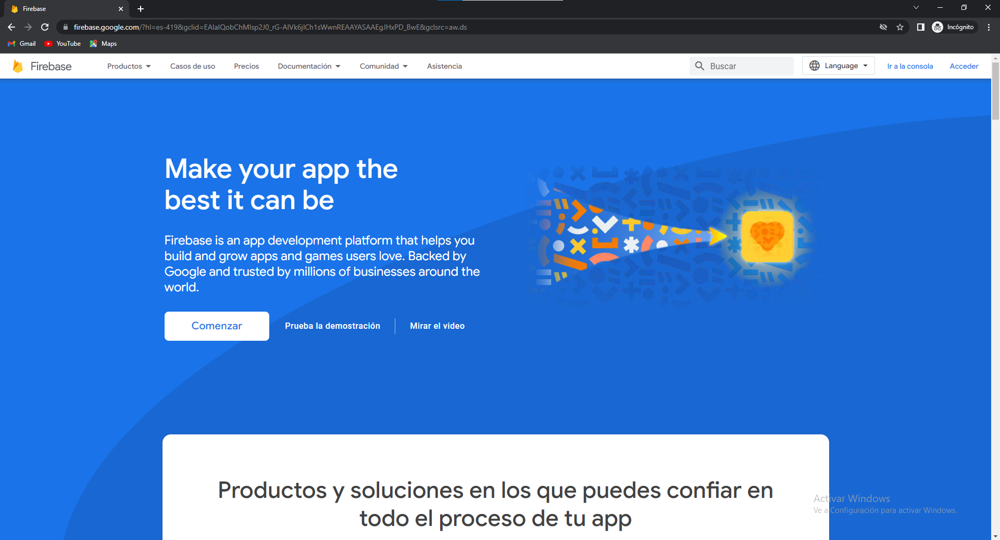 Firebase
firebase.google.com/?hl=es-419&gclid=EAIaIQobChMIsp2J0_rG-AIVk6jICh1sWwnREAAYASAAEgJHxPD_BwE&gclsrc=aw.ds
Incógnito
Gmail YouTube Maps
Firebase Productos Casos de uso Precios Documentación Comunidad Asistencia Buscar Language Ir a la consola Acceder
Make your app the
best it can be
Firebase is an app development platform that helps you
build and grow apps and games users love. Backed by
Google and trusted by millions of businesses around the
world.
Comenzar Prueba la demostración Mirar el video
Productos y soluciones en los que puedes confiar en
todo el proceso de tu app
Activar Windows
Ve a Configuración para activar Windows.